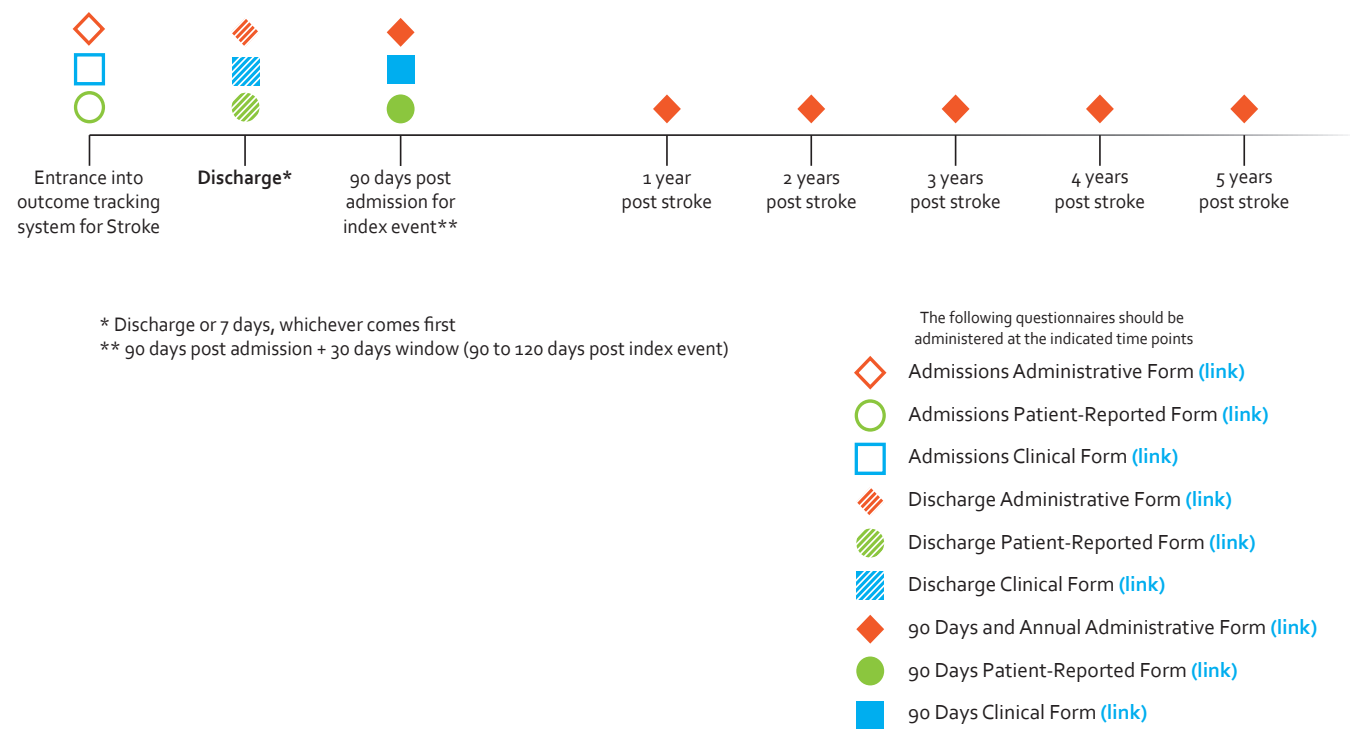 Entrance into
outcome tracking
system for Stroke
Discharge*
90 days post
admission for
index event**
1 year
post stroke
2 years
post stroke
3 years
post stroke
4 years
post stroke
5 years
post stroke
* Discharge or 7 days, whichever comes first
** 90 days post admission + 30 days window (90 to 120 days post index event)
The following questionnaires should be
administered at the indicated time points
Admissions Administrative Form (link)
Admissions Patient-Reported Form (link)
Admissions Clinical Form (link)
Discharge Administrative Form (link)
Discharge Patient-Reported Form (link)
Discharge Clinical Form (link)
90 Days and Annual Administrative Form (link)
90 Days Patient-Reported Form (link)
90 Days Clinical Form (link)